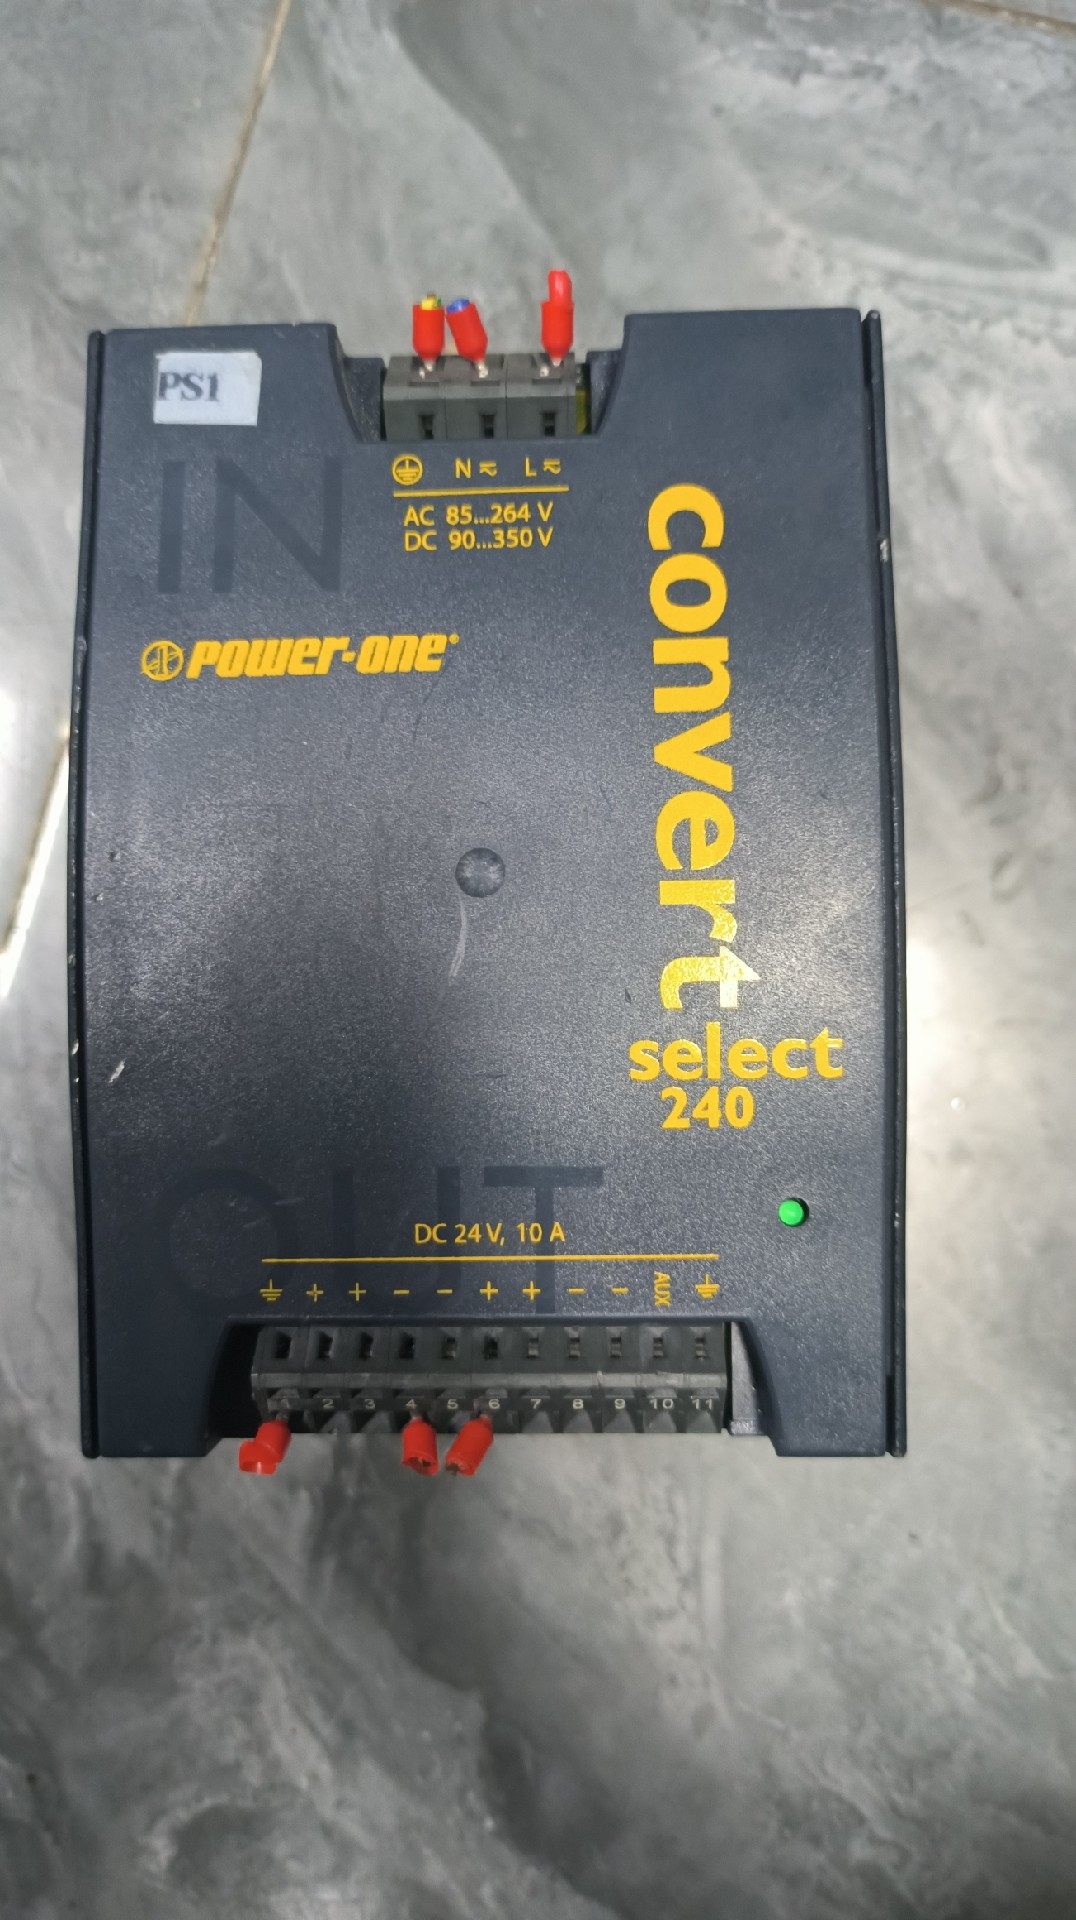 PS1
IN
N L
AC 85...264 V
DC 90...350 V
POWER-ONE®
convert
select
240
OUT
DC 24 V, 10 A
+ + − − + + − − AUX
1 2 3 4 5 6 7 8 9 10 11